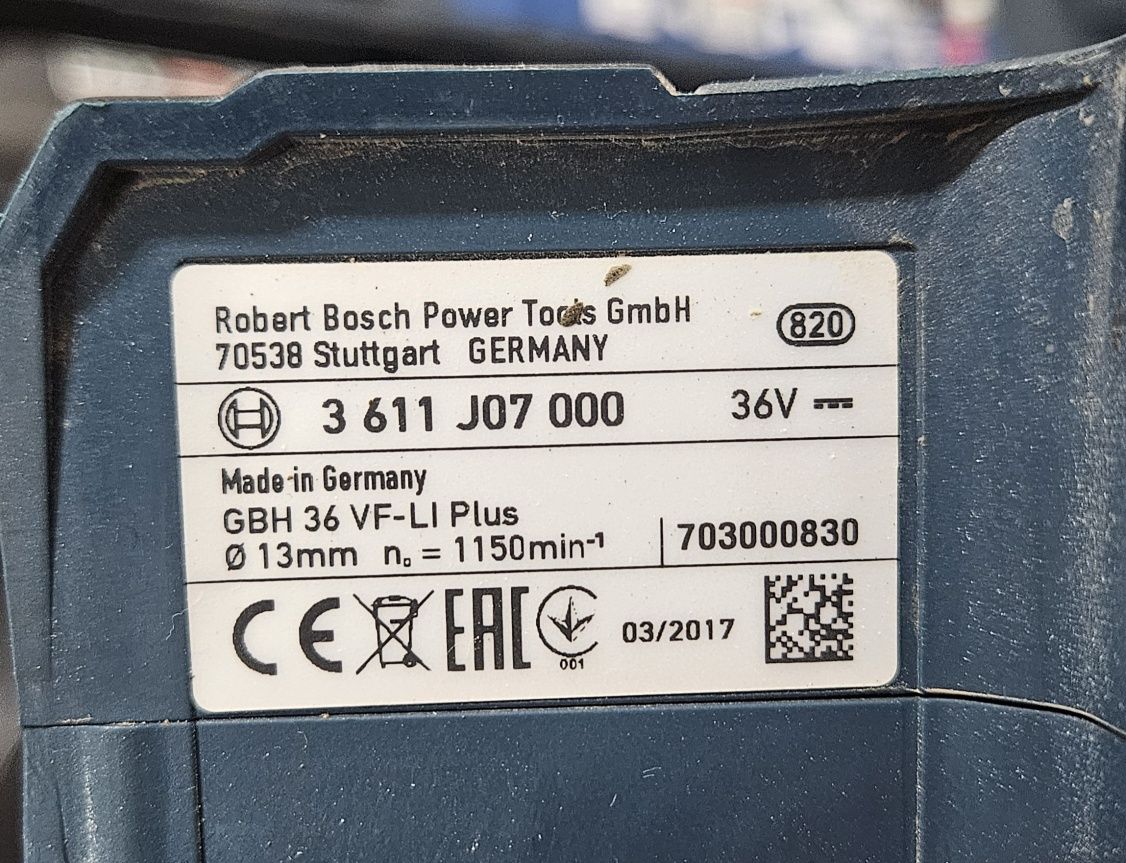 Robert Bosch Power Tools GmbH
70538 Stuttgart GERMANY
820
3 611 J07 000
36V
Made in Germany
GBH 36 VF-LI Plus
Ø 13mm n₀ = 1150min⁻¹
703000830
CE
EAC
001
03/2017